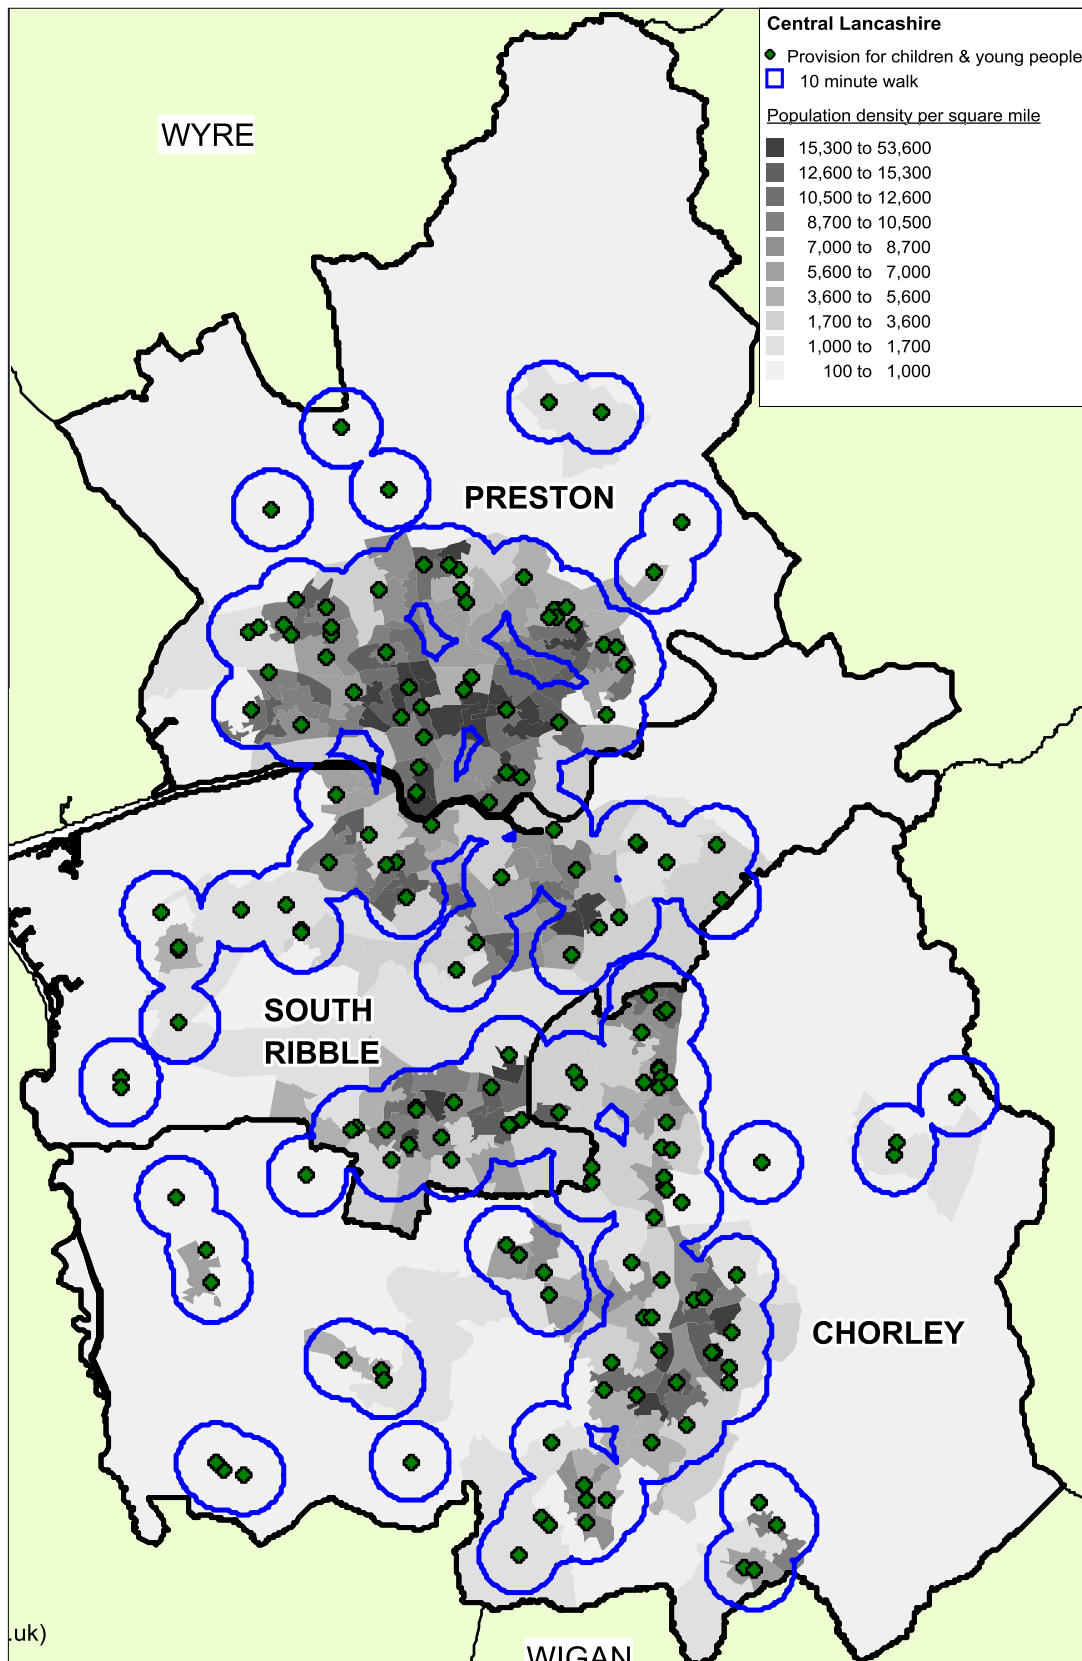 Central Lancashire
Provision for children & young people
10 minute walk
Population density per square mile
15,300 to 53,600
12,600 to 15,300
10,500 to 12,600
8,700 to 10,500
7,000 to 8,700
5,600 to 7,000
3,600 to 5,600
1,700 to 3,600
1,000 to 1,700
100 to 1,000
WYRE
PRESTON
SOUTH
RIBBLE
CHORLEY
.uk)
WIGAN